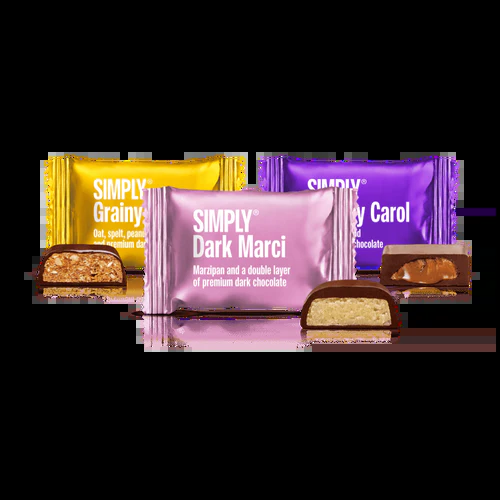 SIMPLY®
Grainy
Oat, spelt, pean
and premium da
SIMPLY®
Dark Marci
Marzipan and a double layer
of premium dark chocolate
SIMPLY®
y Carol
d
chocolate